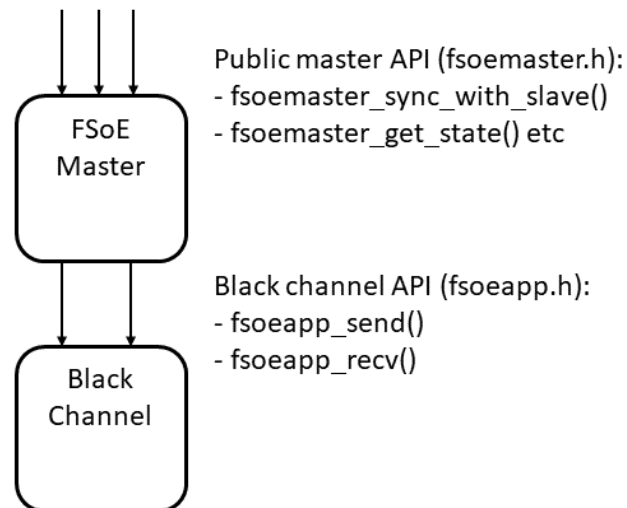 Public master API (fsoemaster.h):
- fsoemaster_sync_with_slave()
- fsoemaster_get_state() etc
FSoE
Master
Black channel API (fsoeapp.h):
- fsoeapp_send()
- fsoeapp_recv()
Black
Channel